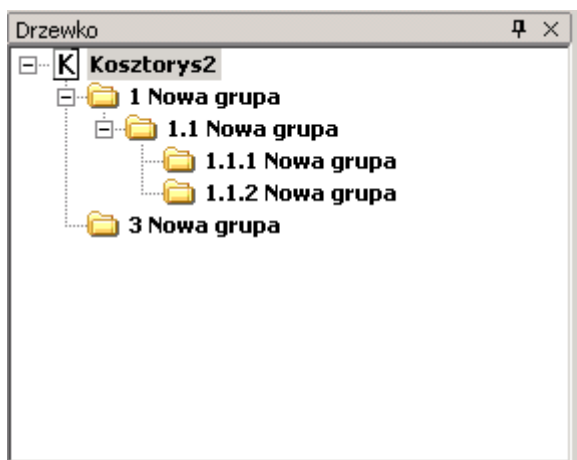 Drzewko
K Kosztorys2
1 Nowa grupa
1.1 Nowa grupa
1.1.1 Nowa grupa
1.1.2 Nowa grupa
3 Nowa grupa